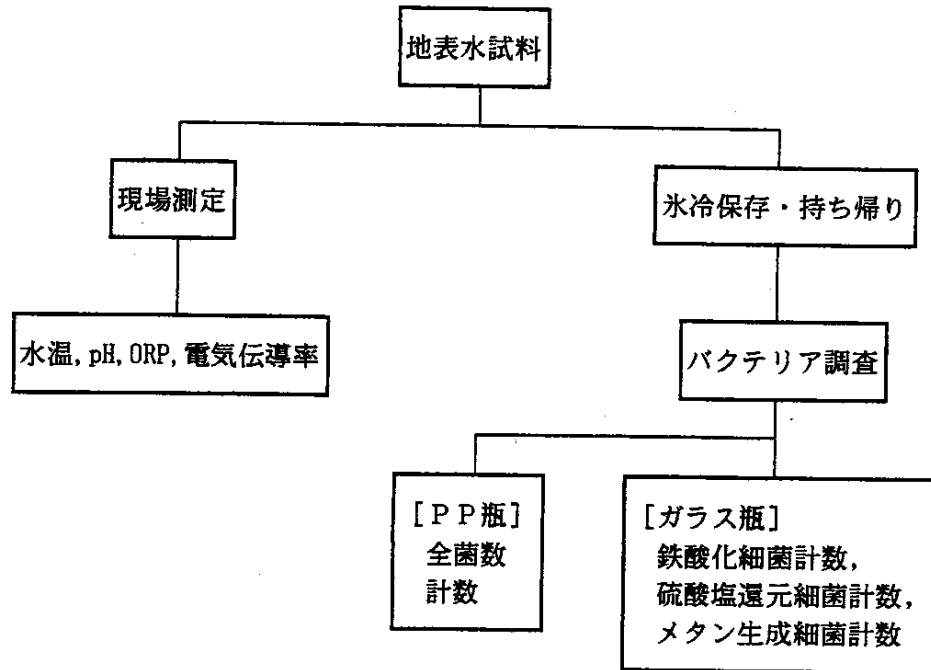 地表水試料
現場測定
氷冷保存・持ち帰り
水温, pH, ORP, 電気伝導率
バクテリア調査
[ＰＰ瓶]
全菌数
計数
[ガラス瓶]
鉄酸化細菌計数，
硫酸塩還元細菌計数，
メタン生成細菌計数